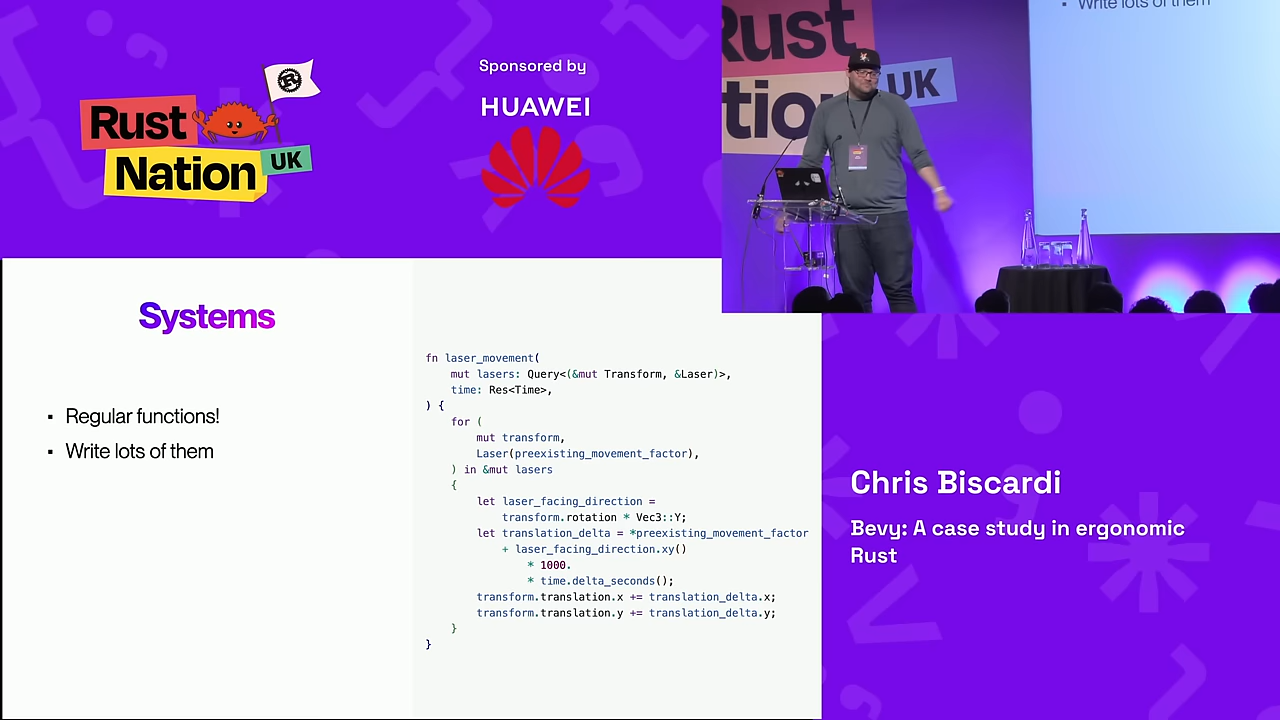 Rust
Nation
UK
Sponsored by
HUAWEI
Rust
UK
▪ Write lots of them
Systems
▪ Regular functions!
▪ Write lots of them
fn laser_movement(
    mut lasers: Query<(&mut Transform, &Laser)>,
    time: Res<Time>,
) {
    for (
        mut transform,
        Laser(preexisting_movement_factor),
    ) in &mut lasers
    {
        let laser_facing_direction =
            transform.rotation * Vec3::Y;
        let translation_delta = *preexisting_movement_factor
            + laser_facing_direction.xy()
                * 1000.
                * time.delta_seconds();
        transform.translation.x += translation_delta.x;
        transform.translation.y += translation_delta.y;
    }
}
Chris Biscardi
Bevy: A case study in ergonomic
Rust